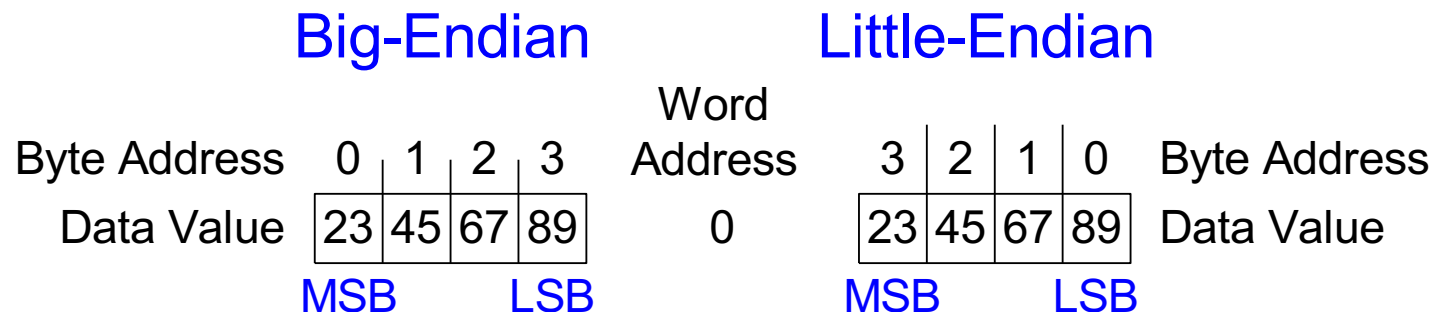 Big-Endian Little-Endian
Word
Byte Address 0 1 2 3 Address 3 2 1 0 Byte Address
Data Value 23 45 67 89 0 23 45 67 89 Data Value
MSB LSB MSB LSB